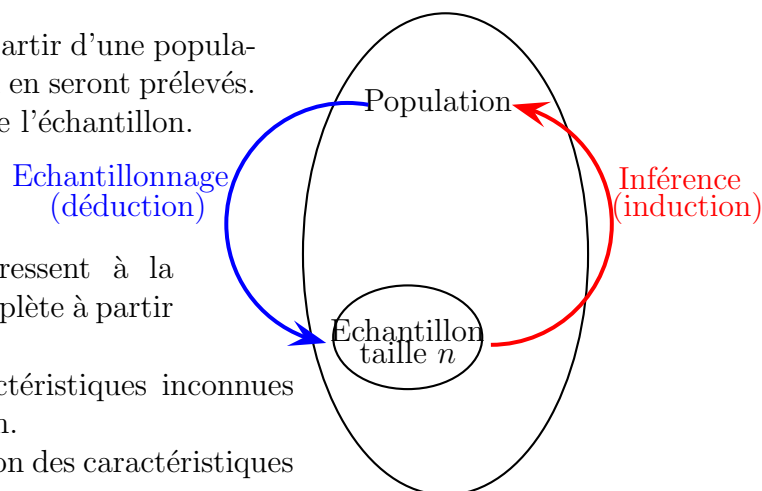 artir d'une popula-
en seront prélevés.
e l'échantillon.
ressent à la
plète à partir
ctéristiques inconnues
n.
on des caractéristiques
Population
Echantillonnage
(déduction)
Inférence
(induction)
Echantillon
taille n